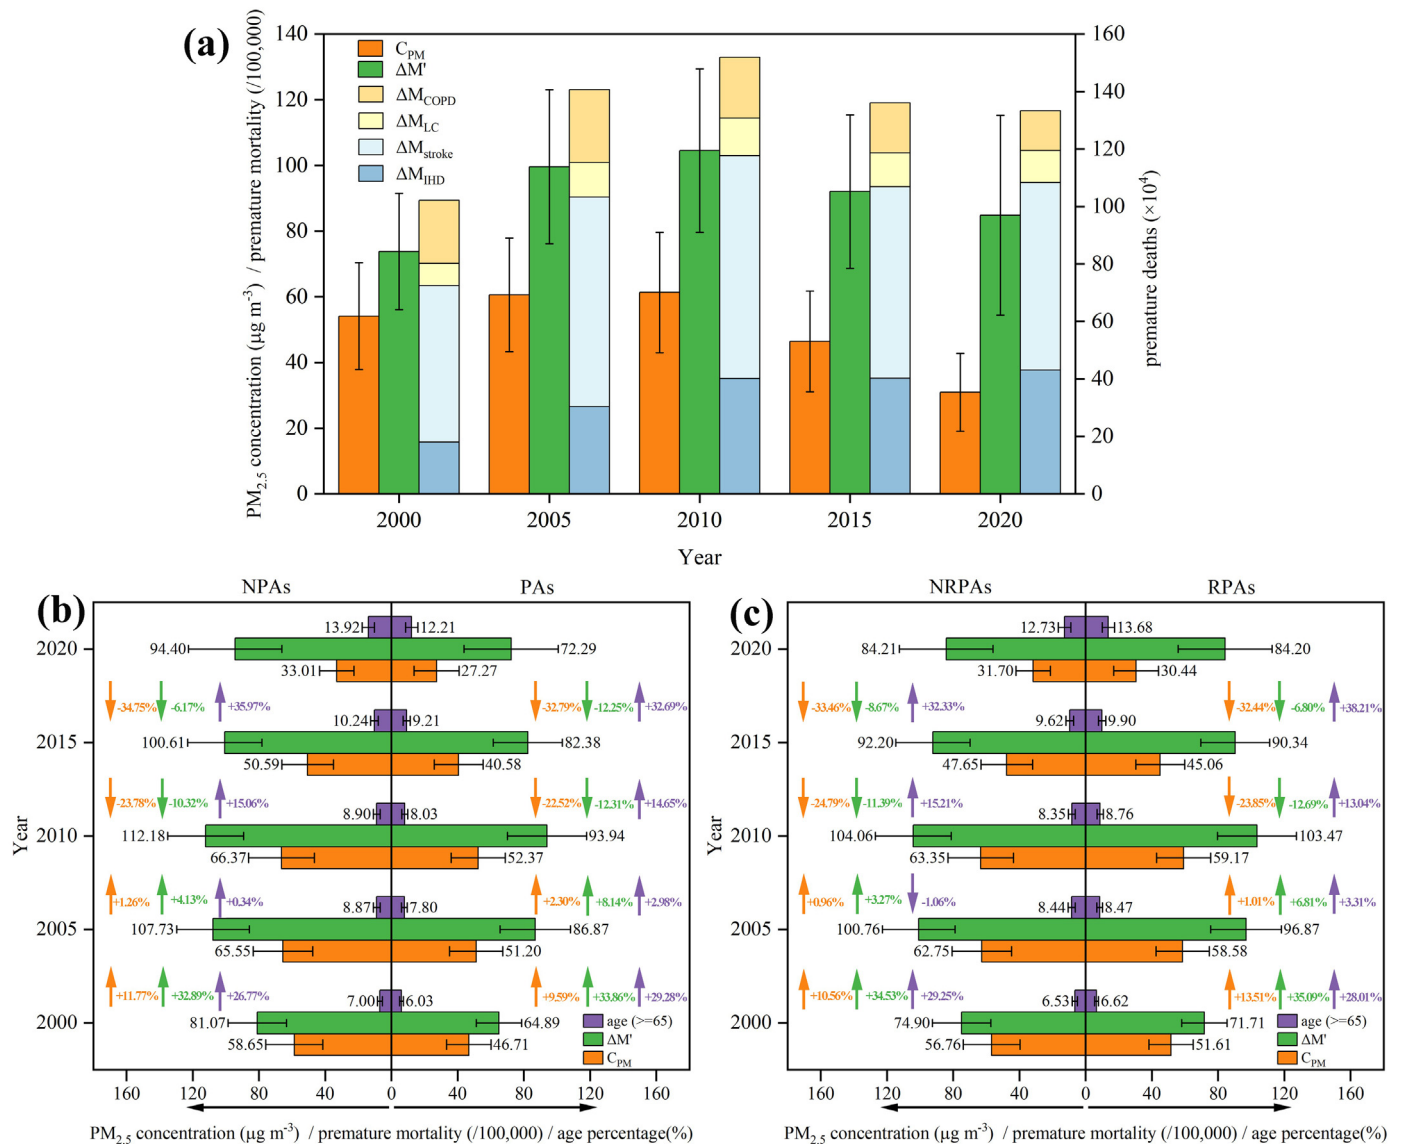 (a)
PM2.5 concentration (μg m-3) / premature mortality (/100,000)
premature deaths (×10^4)
140
120
100
80
60
40
20
0
160
140
120
100
80
60
40
20
0
CPM
ΔM'
ΔMCOPD
ΔMLC
ΔMstroke
ΔMIHD
2000 2005 2010 2015 2020
Year
(b)
NPAs PAs
Year
2020
13.92 12.21
94.40 72.29
33.01 27.27
-34.75% -6.17% +35.97% -32.79% -12.25% +32.69%
2015
10.24 9.21
100.61 82.38
50.59 40.58
-23.78% -10.32% +15.06% -22.52% -12.31% +14.65%
2010
8.90 8.03
112.18 93.94
66.37 52.37
+1.26% +4.13% +0.34% +2.30% +8.14% +2.98%
2005
8.87 7.80
107.73 86.87
65.55 51.20
+11.77% +32.89% +26.77% +9.59% +33.86% +29.28%
2000
7.00 6.03
81.07 64.89
58.65 46.71
age (>=65)
ΔM'
CPM
160 120 80 40 0 40 80 120 160
PM2.5 concentration (μg m-3) / premature mortality (/100,000) / age percentage(%)
(c)
NRPAs RPAs
Year
2020
12.73 13.68
84.21 84.20
31.70 30.44
-33.46% -8.67% +32.33% -32.44% -6.80% +38.21%
2015
9.62 9.90
92.20 90.34
47.65 45.06
-24.79% -11.39% +15.21% -23.85% -12.69% +13.04%
2010
8.35 8.76
104.06 103.47
63.35 59.17
+0.96% +3.27% -1.06% +1.01% +6.81% +3.31%
2005
8.44 8.47
100.76 96.87
62.75 58.58
+10.56% +34.53% +29.25% +13.51% +35.09% +28.01%
2000
6.53 6.62
74.90 71.71
56.76 51.61
age (>=65)
ΔM'
CPM
160 120 80 40 0 40 80 120 160
PM2.5 concentration (μg m-3) / premature mortality (/100,000) / age percentage(%)